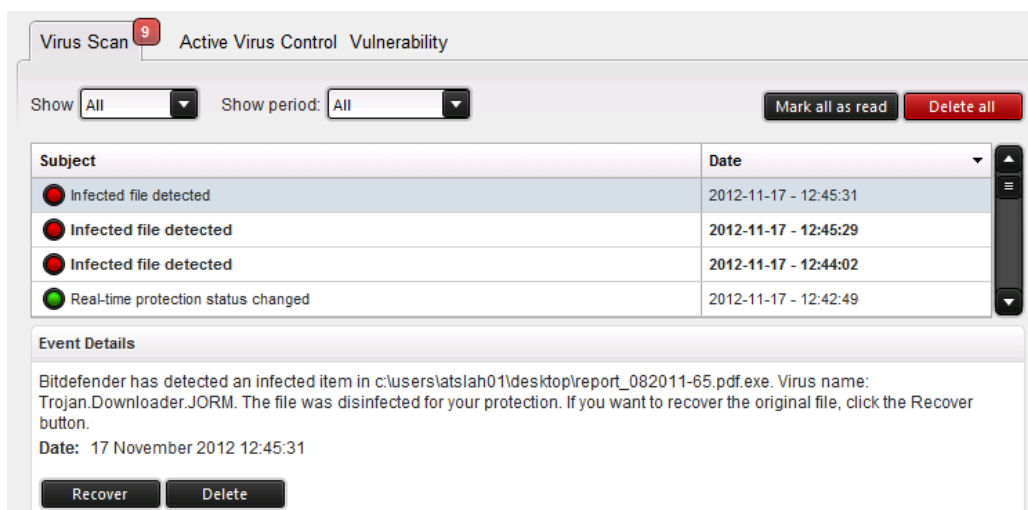 Virus Scan 9 Active Virus Control Vulnerability
Show All Show period: All Mark all as read Delete all
Subject Date
Infected file detected 2012-11-17 - 12:45:31
Infected file detected 2012-11-17 - 12:45:29
Infected file detected 2012-11-17 - 12:44:02
Real-time protection status changed 2012-11-17 - 12:42:49
Event Details
Bitdefender has detected an infected item in c:\users\atslah01\desktop\report_082011-65.pdf.exe. Virus name:
Trojan.Downloader.JORM. The file was disinfected for your protection. If you want to recover the original file, click the Recover
button.
Date: 17 November 2012 12:45:31
Recover Delete